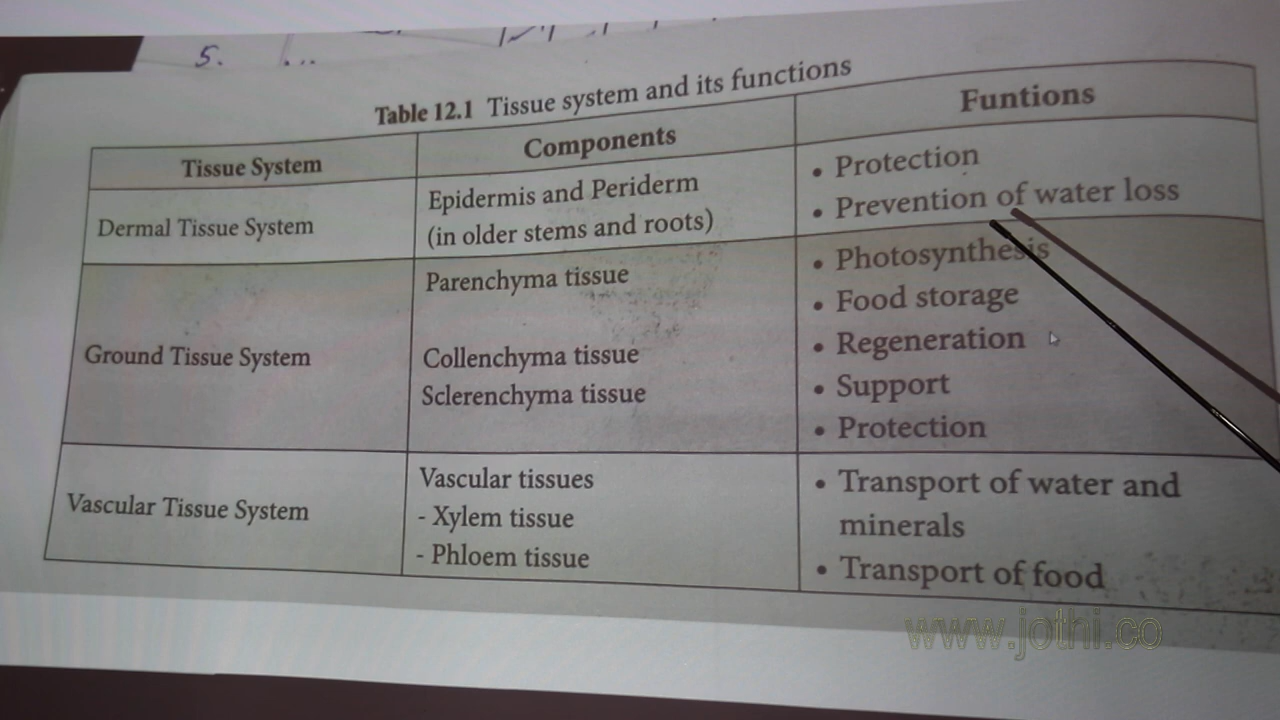 5. ...
Table 12.1 Tissue system and its functions
Tissue System
Components
Funtions
Dermal Tissue System
Epidermis and Periderm
(in older stems and roots)
• Protection
• Prevention of water loss
Ground Tissue System
Parenchyma tissue
Collenchyma tissue
Sclerenchyma tissue
• Photosynthesis
• Food storage
• Regeneration
• Support
• Protection
Vascular Tissue System
Vascular tissues
- Xylem tissue
- Phloem tissue
• Transport of water and
minerals
• Transport of food
www.jothi.co